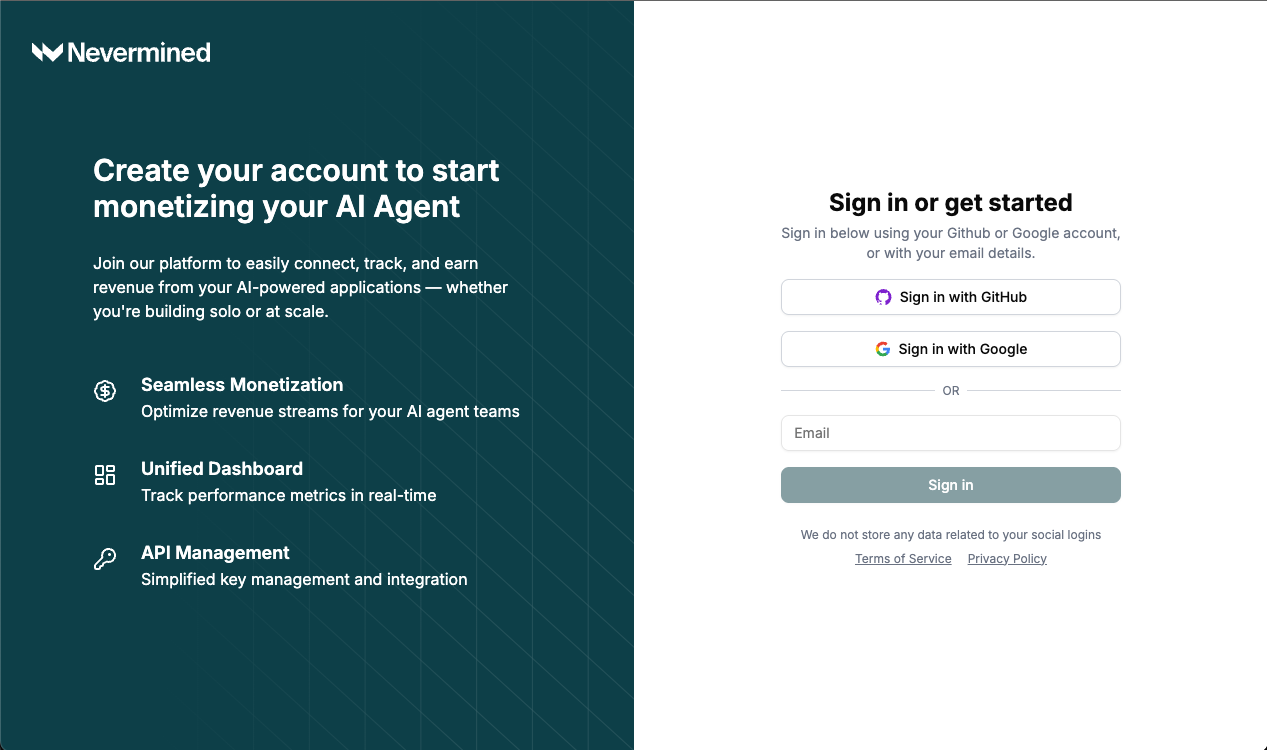 Nevermined
Create your account to start
monetizing your AI Agent
Join our platform to easily connect, track, and earn
revenue from your AI-powered applications — whether
you're building solo or at scale.
Seamless Monetization
Optimize revenue streams for your AI agent teams
Unified Dashboard
Track performance metrics in real-time
API Management
Simplified key management and integration
Sign in or get started
Sign in below using your Github or Google account,
or with your email details.
Sign in with GitHub
Sign in with Google
OR
Email
Sign in
We do not store any data related to your social logins
Terms of Service Privacy Policy